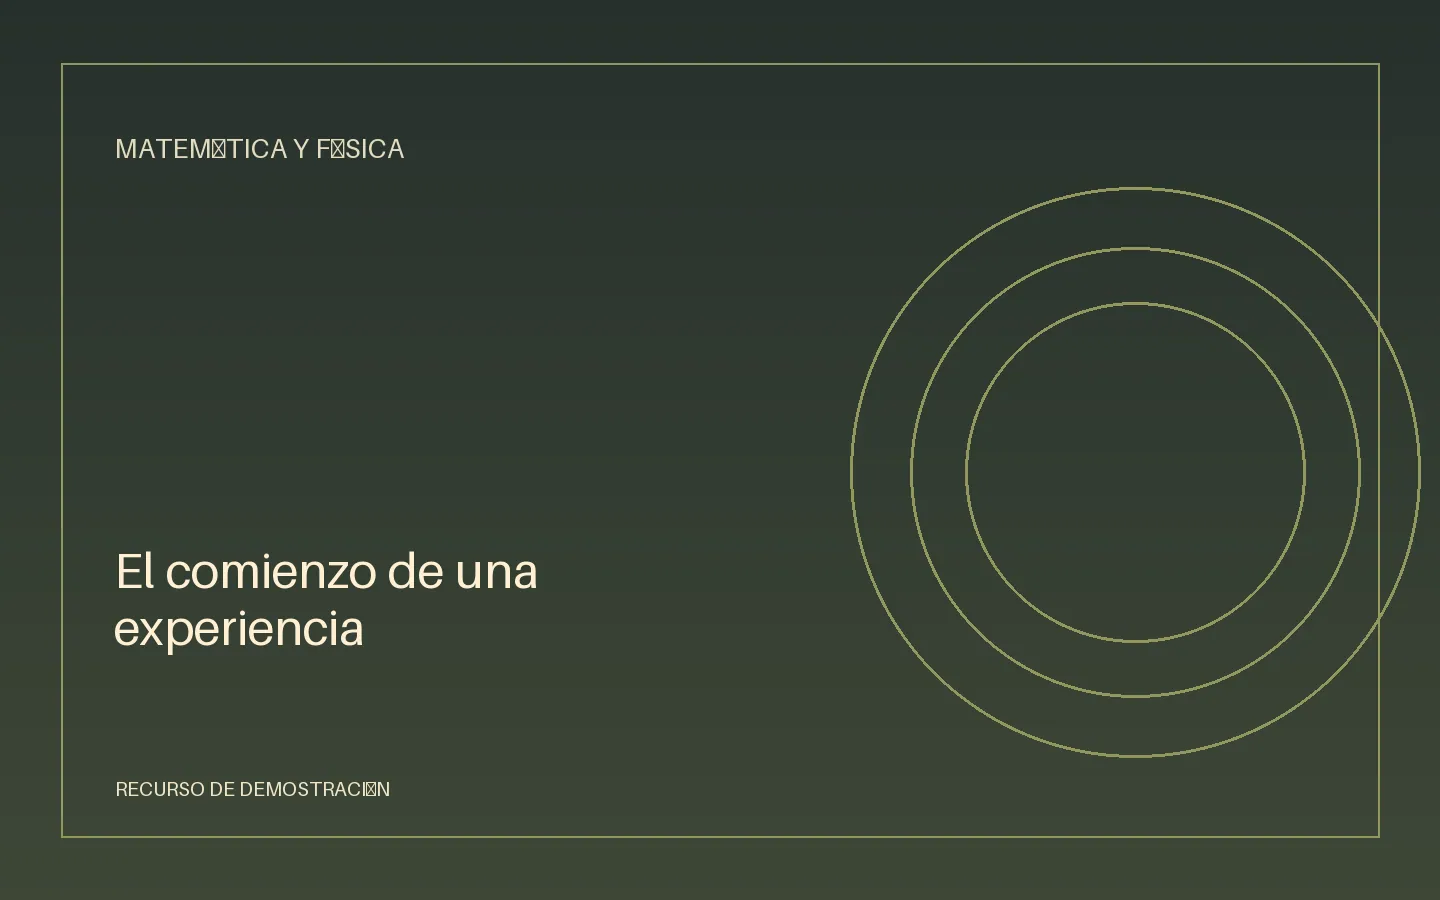 MATEM☒TICA Y F☒SICA
El comienzo de una
experiencia
RECURSO DE DEMOSTRACI☒N